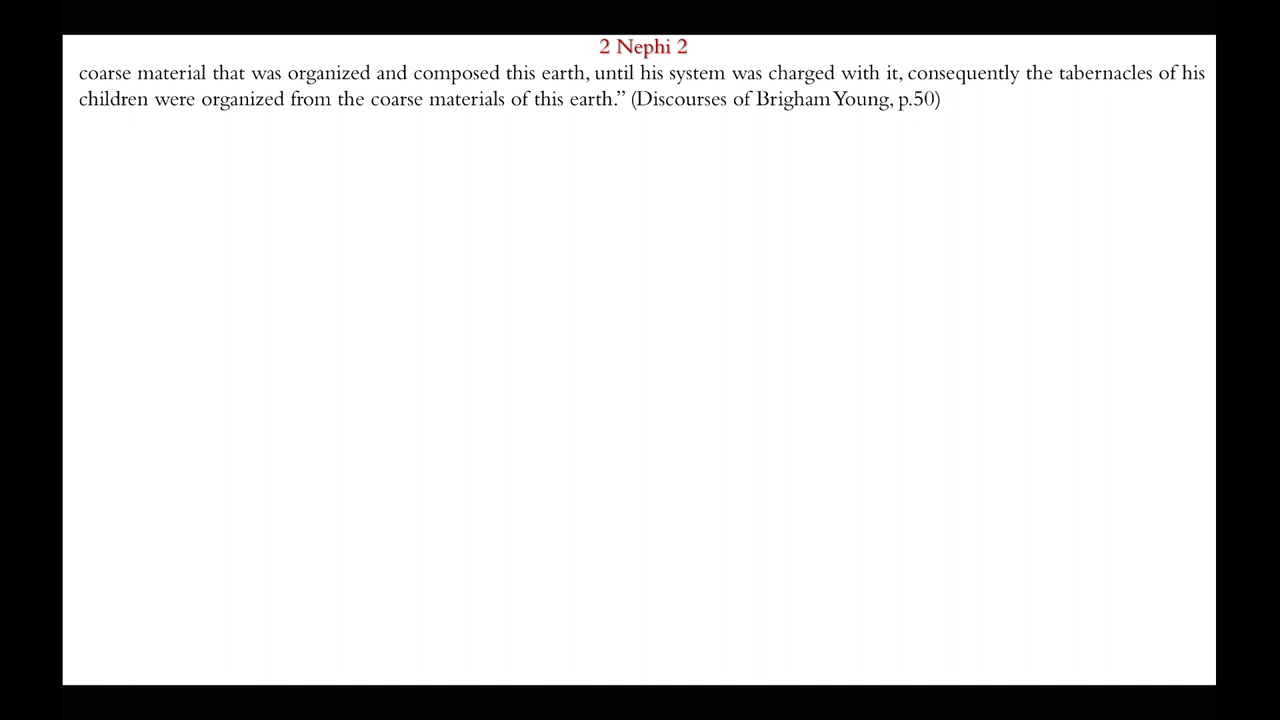 2 Nephi 2
coarse material that was organized and composed this earth, until his system was charged with it, consequently the tabernacles of his
children were organized from the coarse materials of this earth.” (Discourses of Brigham Young, p.50)